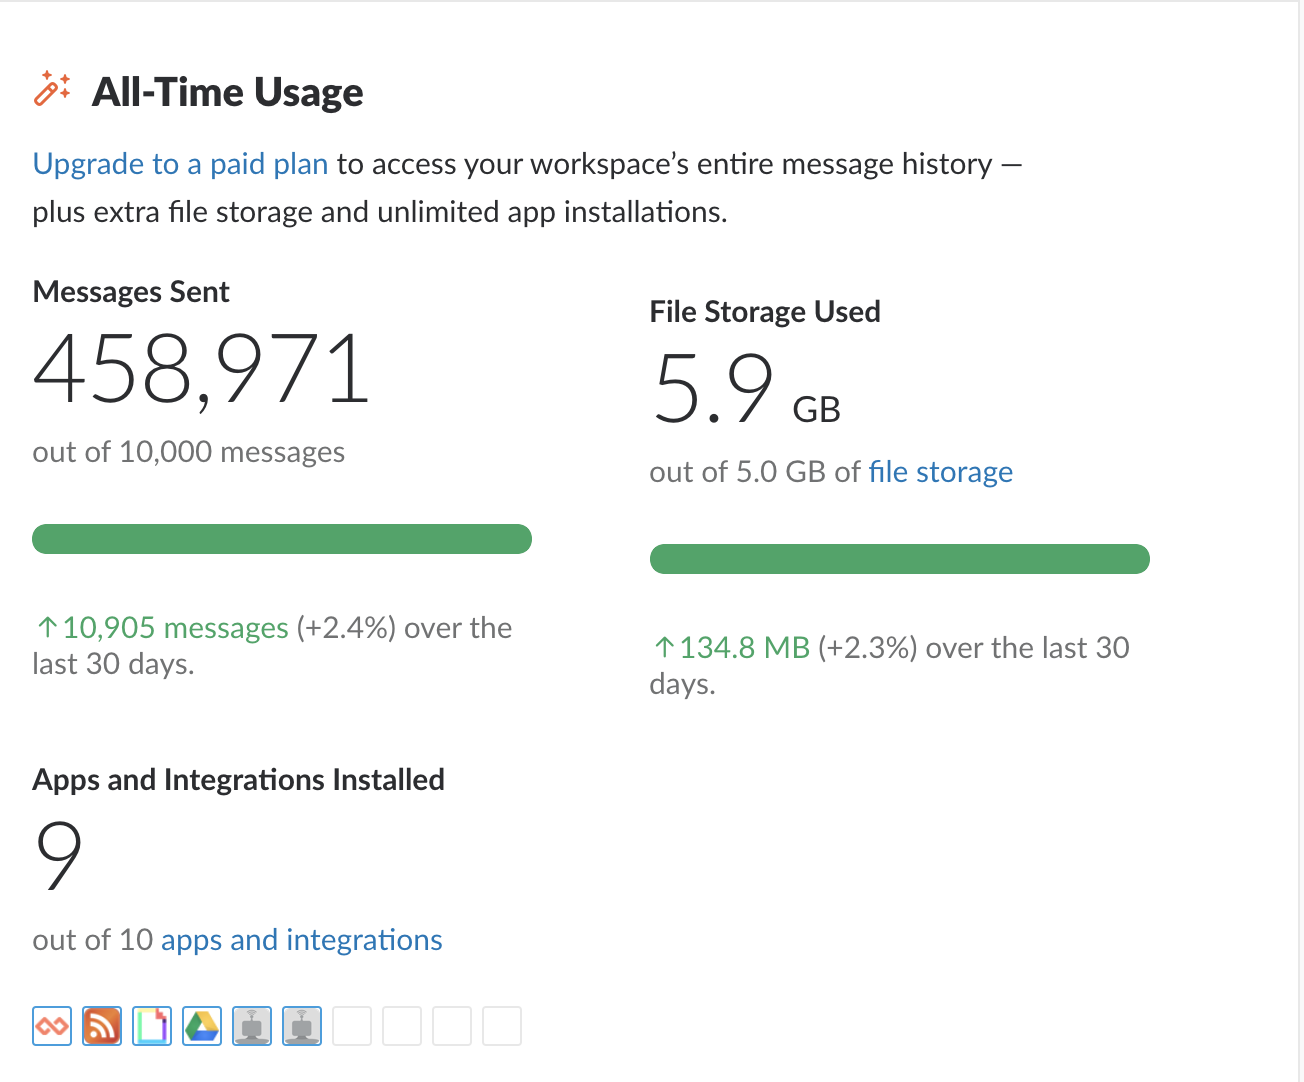 All-Time Usage
Upgrade to a paid plan to access your workspace’s entire message history —
plus extra file storage and unlimited app installations.
Messages Sent
458,971
out of 10,000 messages
↑10,905 messages (+2.4%) over the
last 30 days.
File Storage Used
5.9 GB
out of 5.0 GB of file storage
↑134.8 MB (+2.3%) over the last 30
days.
Apps and Integrations Installed
9
out of 10 apps and integrations